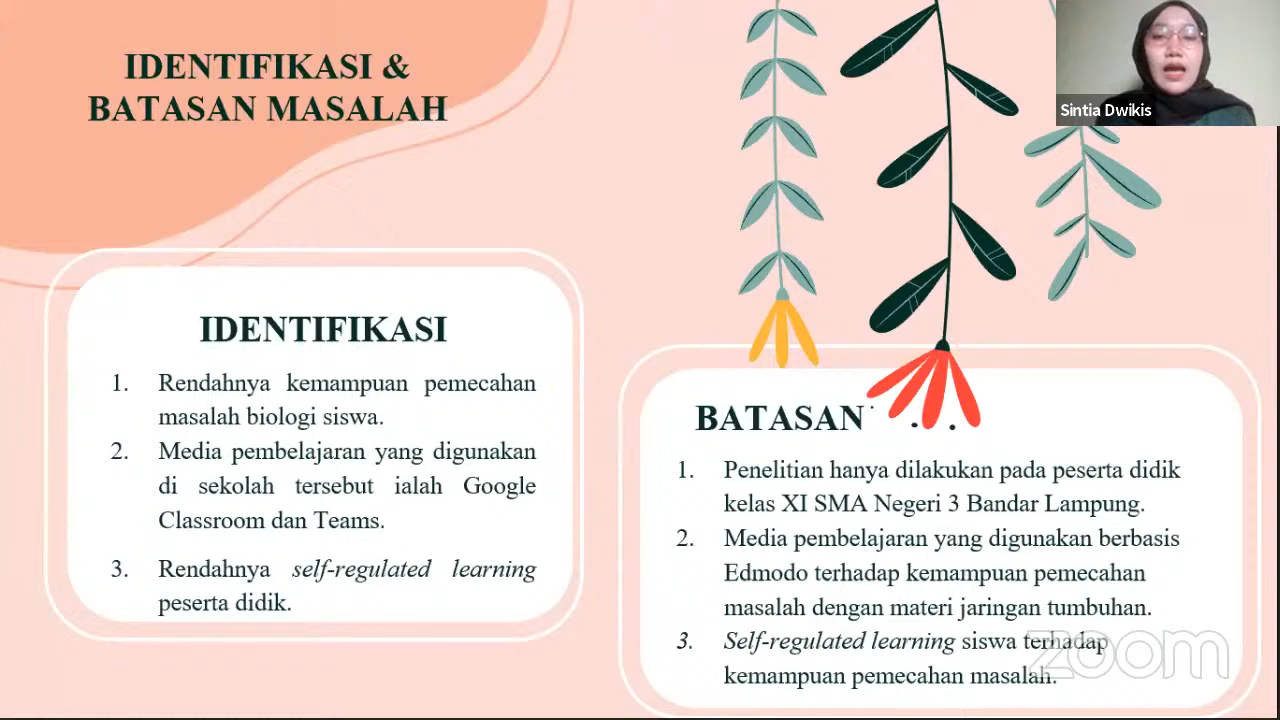 IDENTIFIKASI &
BATASAN MASALAH
Sintia Dwikis
IDENTIFIKASI
1. Rendahnya kemampuan pemecahan
masalah biologi siswa.
2. Media pembelajaran yang digunakan
di sekolah tersebut ialah Google
Classroom dan Teams.
3. Rendahnya self-regulated learning
peserta didik.
BATASAN
1. Penelitian hanya dilakukan pada peserta didik
kelas XI SMA Negeri 3 Bandar Lampung.
2. Media pembelajaran yang digunakan berbasis
Edmodo terhadap kemampuan pemecahan
masalah dengan materi jaringan tumbuhan.
3. Self-regulated learning siswa terhadap
kemampuan pemecahan masalah.
zoom